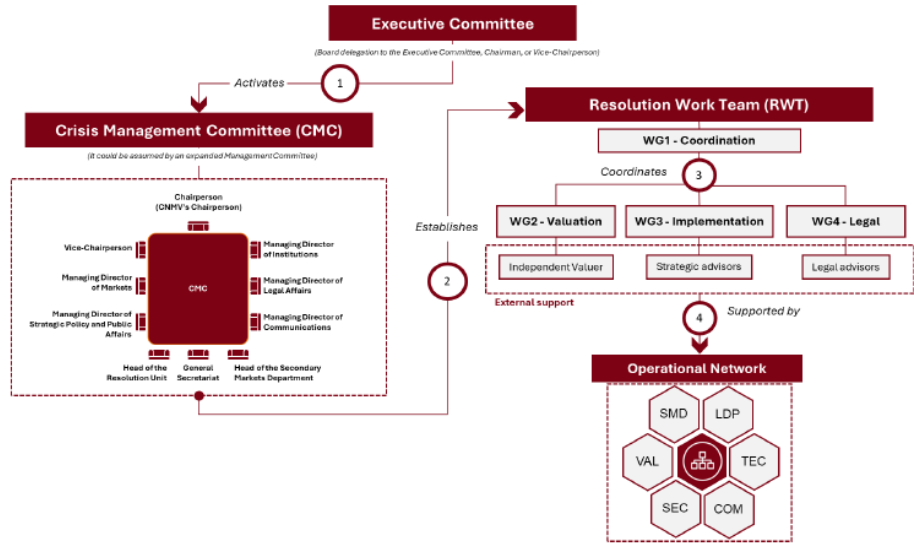 Executive Committee
(Board delegation to the Executive Committee, Chairman, or Vice-Chairperson)
Activates
1
Crisis Management Committee (CMC)
(It could be assumed by an expanded Management Committee)
Chairperson
(CNMV's Chairperson)
Vice-Chairperson
Managing Director
of Markets
Managing Director of
Strategic Policy and Public
Affairs
CMC
Managing Director
of Institutions
Managing Director of
Legal Affairs
Managing Director of
Communications
Head of the
Resolution Unit
General
Secretariat
Head of the Secondary
Markets Department
Establishes
2
Resolution Work Team (RWT)
WG1 - Coordination
Coordinates
3
WG2 - Valuation
WG3 - Implementation
WG4 - Legal
Independent Valuer
Strategic advisors
Legal advisors
External support
4
Supported by
Operational Network
SMD
LDP
VAL
TEC
SEC
COM